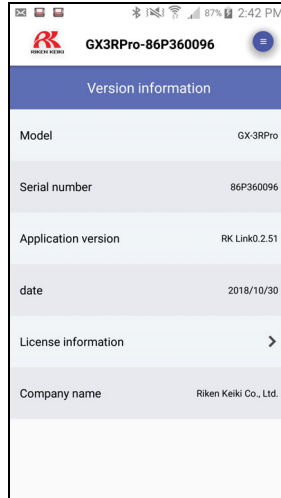 87% 2:42 PM
RIKEN KEIKI
GX3RPro-86P360096
Version information
Model GX-3RPro
Serial number 86P360096
Application version RK Link0.2.51
date 2018/10/30
License information
Company name Riken Keiki Co., Ltd.